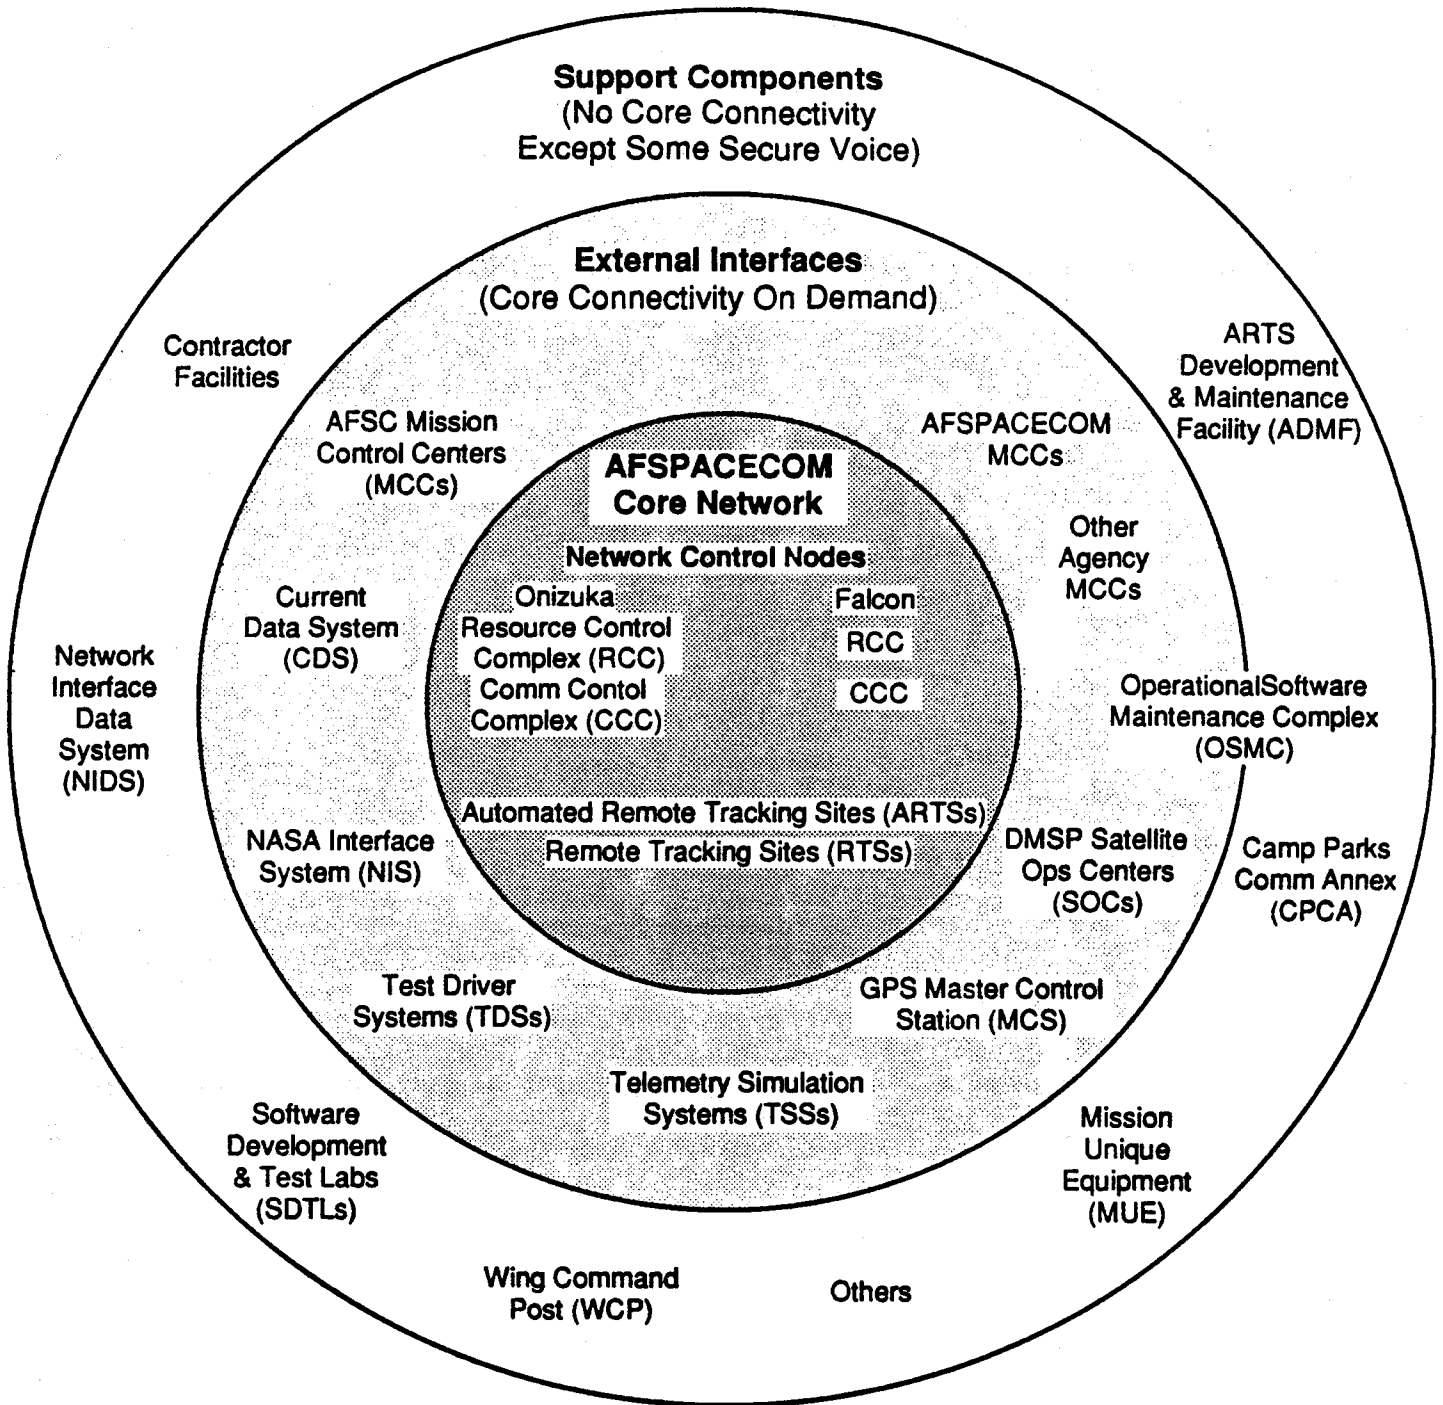 Support Components
(No Core Connectivity
Except Some Secure Voice)
External Interfaces
(Core Connectivity On Demand)
Contractor
Facilities
ARTS
Development
& Maintenance
Facility (ADMF)
AFSC Mission
Control Centers
(MCCs)
AFSPACECOM
MCCs
AFSPACECOM
Core Network
Other
Agency
MCCs
Network Control Nodes
Onizuka
Resource Control
Complex (RCC)
Comm Contol
Complex (CCC)
Falcon
RCC
CCC
Current
Data System
(CDS)
Network
Interface
Data
System
(NIDS)
OperationalSoftware
Maintenance Complex
(OSMC)
Automated Remote Tracking Sites (ARTSs)
Remote Tracking Sites (RTSs)
NASA Interface
System (NIS)
DMSP Satellite
Ops Centers
(SOCs)
Camp Parks
Comm Annex
(CPCA)
Test Driver
Systems (TDSs)
GPS Master Control
Station (MCS)
Telemetry Simulation
Systems (TSSs)
Software
Development
& Test Labs
(SDTLs)
Mission
Unique
Equipment
(MUE)
Wing Command
Post (WCP)
Others